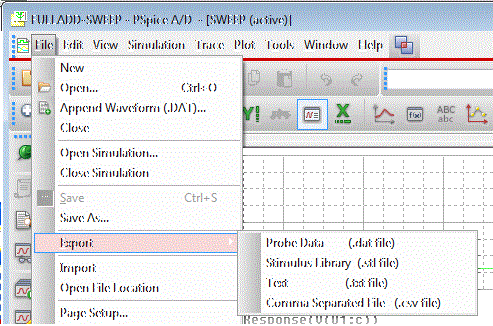 FULLADD-SWEEP - PSpice A/D - [SWEEP (active)]
File Edit View Simulation Trace Plot Tools Window Help
New
Open... Ctrl+O
Append Waveform (.DAT)...
Close
Open Simulation...
Close Simulation
Save Ctrl+S
Save As...
Export
Import
Open File Location
Page Setup...
Probe Data (.dat file)
Stimulus Library (.stl file)
Text (.txt file)
Comma Separated File (.csv file)
Y!
f(x)
ABC
abc
Response(V(U1:c))